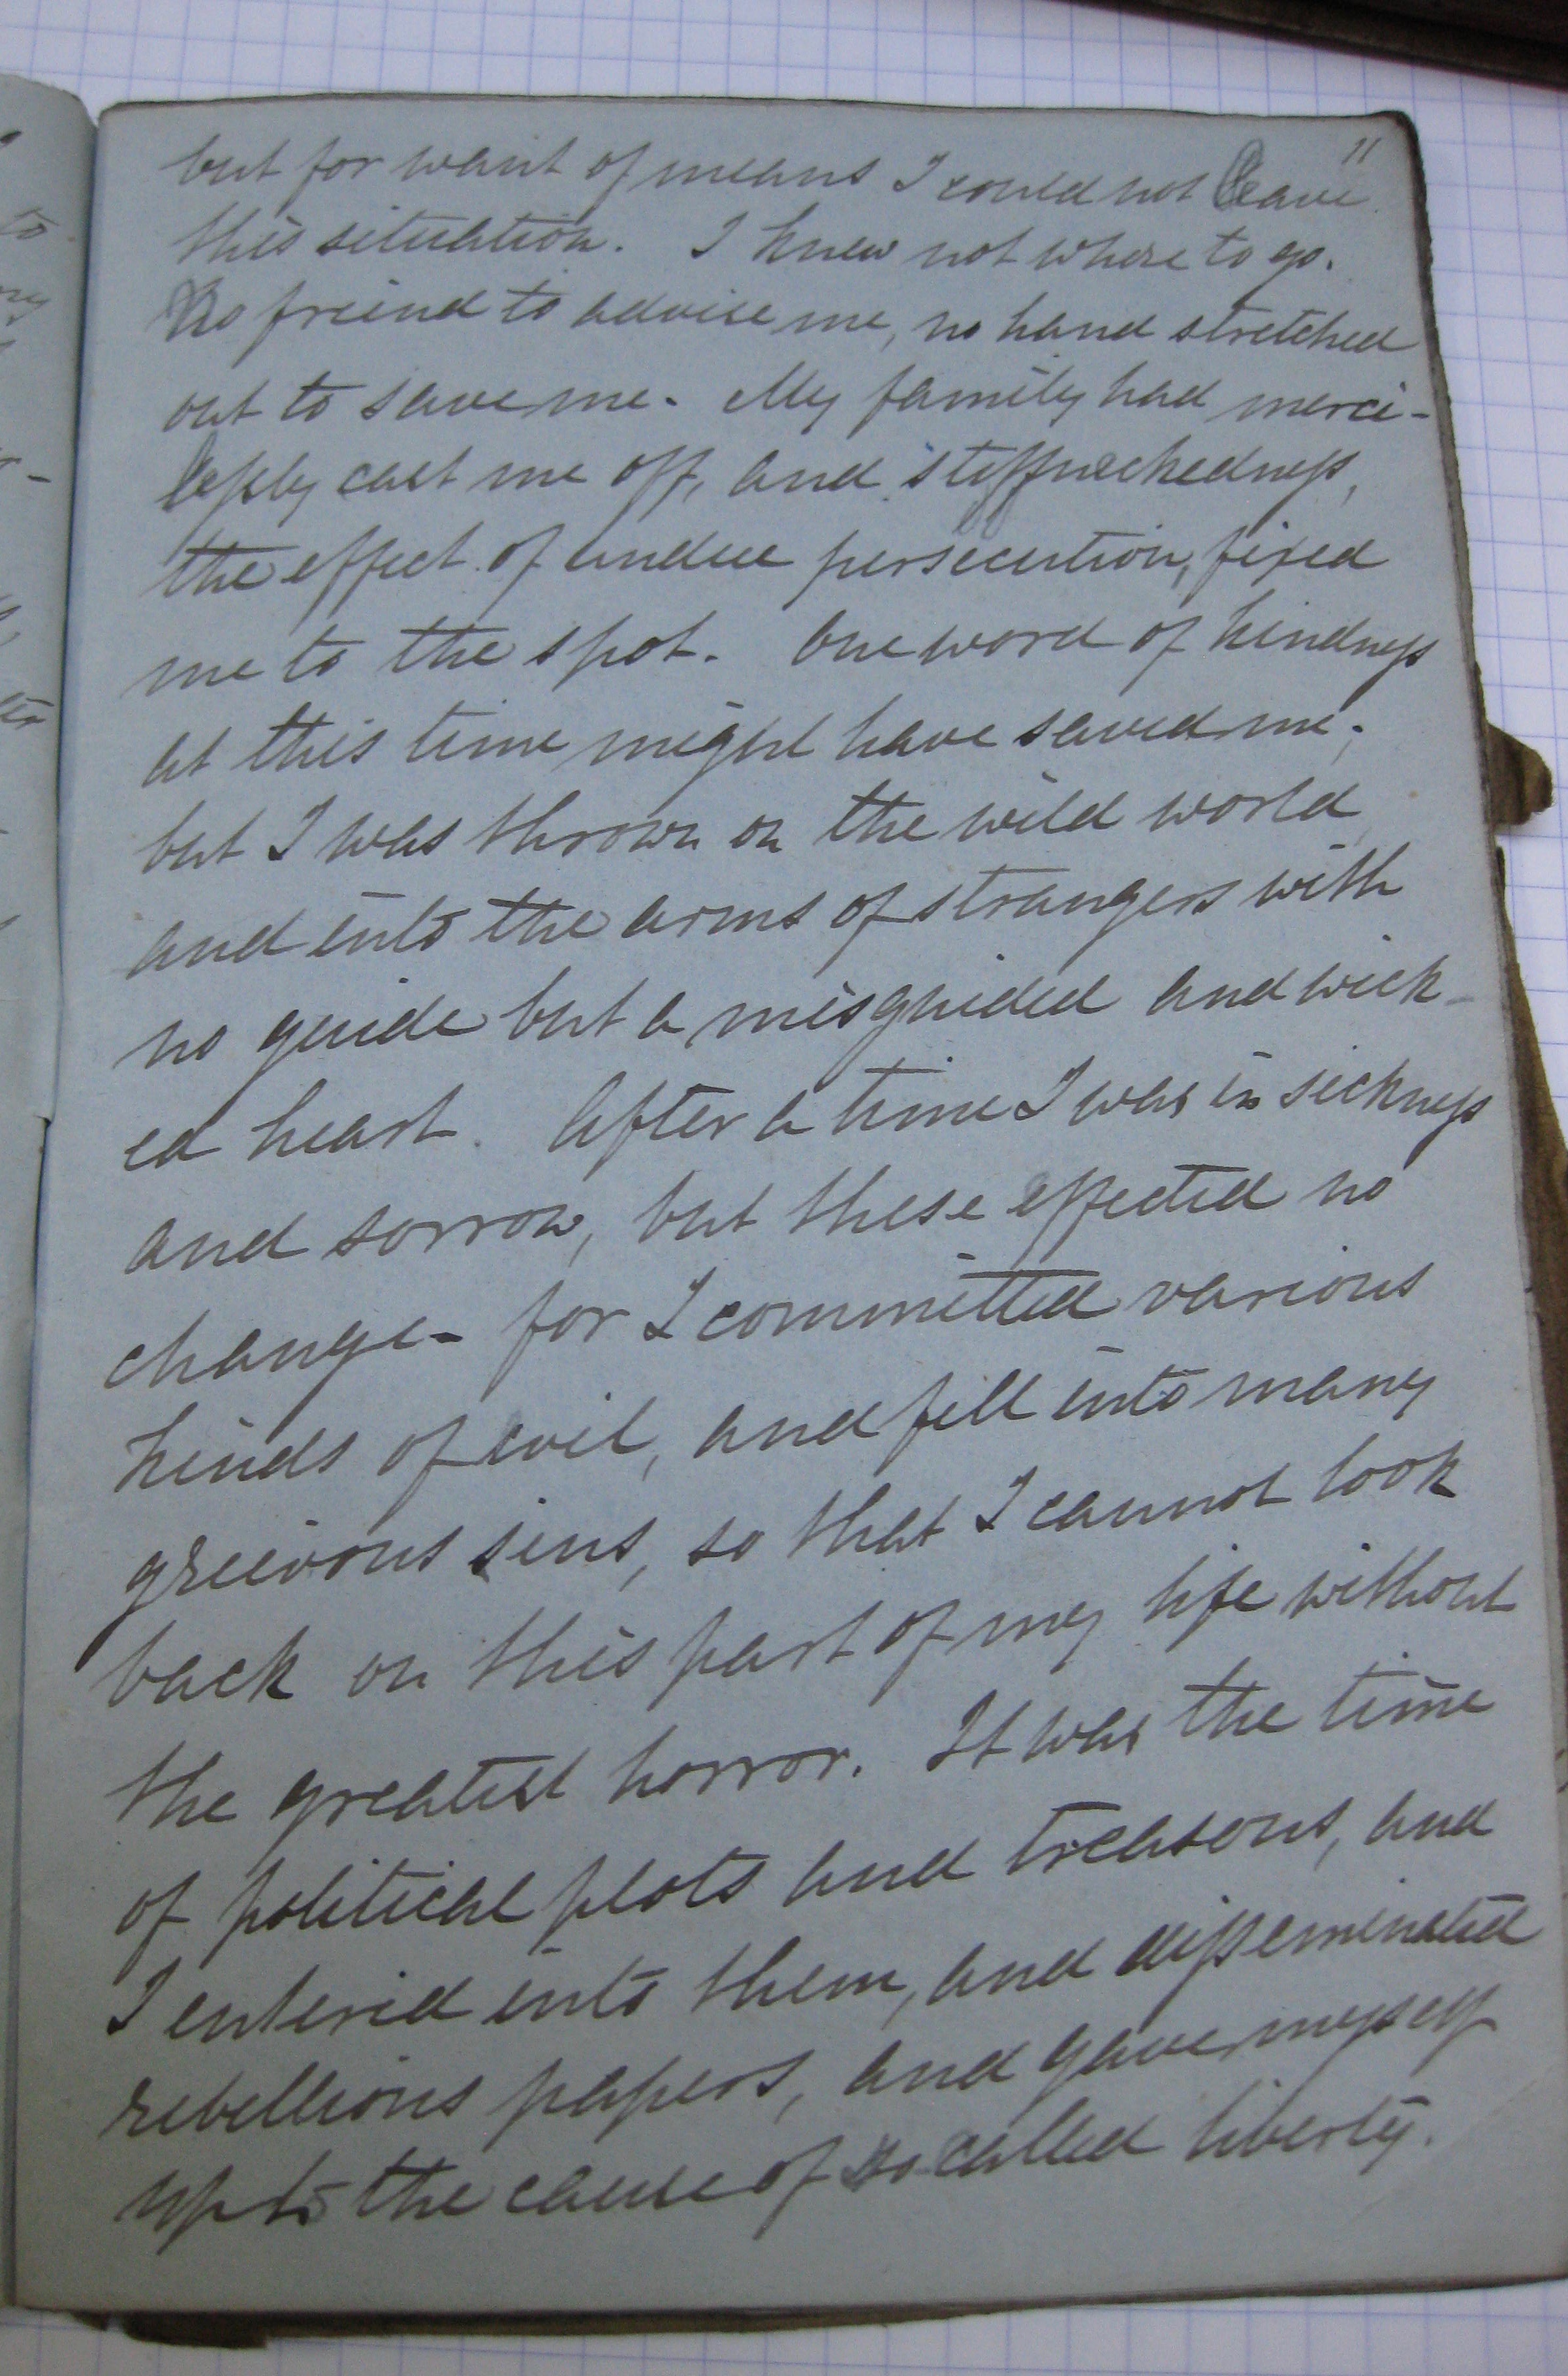 11
but for want of means I could not leave
this situation. I knew not where to go.
No freind to advise me, no hand stretched
out to save me. My family had merci-
lessly cast me off, and stiffneckedness,
the effect of undue persecution, fixed
me to the spot. One word of kindness
at this time might have saved me;
but I was thrown on the wild world
and into the arms of strangers with
no guide but a misguided and wick-
ed heart. After a time I was in sickness
and sorrow, but these effected no
change - for I committed various
kinds of evil, and fell into many
greivous sins, so that I cannot look
back on this part of my life without
the greatest horror. It was the time
of political plots and treasons, and
I entered into them, and disseminated
rebellious papers, and gave myself
up to the cause of so called liberty.